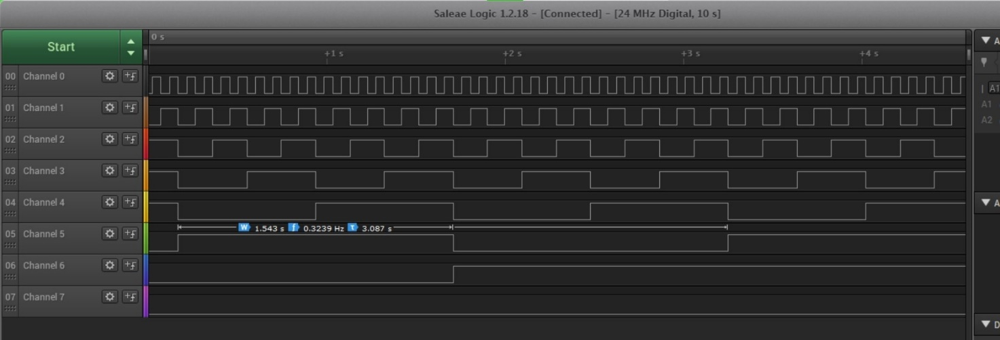 Saleae Logic 1.2.18 - [Connected] - [24 MHz Digital, 10 s]
Start
0 s
+1 s +2 s +3 s +4 s
00 Channel 0
01 Channel 1
02 Channel 2
03 Channel 3
04 Channel 4
W 1.543 s f 0.3239 Hz T 3.087 s
05 Channel 5
06 Channel 6
07 Channel 7
A
A1
A1
A2
A
D